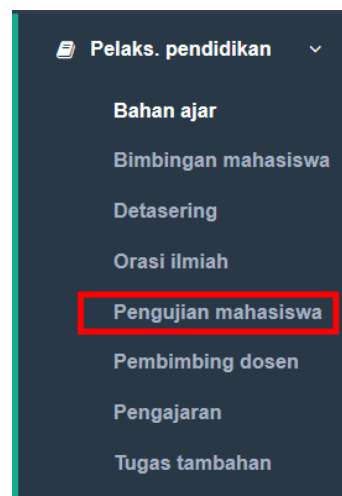 Pelaks. pendidikan
Bahan ajar
Bimbingan mahasiswa
Detasering
Orasi ilmiah
Pengujian mahasiswa
Pembimbing dosen
Pengajaran
Tugas tambahan